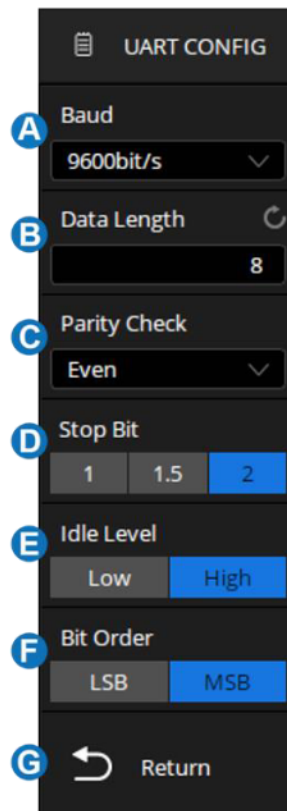 UART CONFIG
A
Baud
9600bit/s
B
Data Length
8
C
Parity Check
Even
D
Stop Bit
1 1.5 2
E
Idle Level
Low High
F
Bit Order
LSB MSB
G
Return